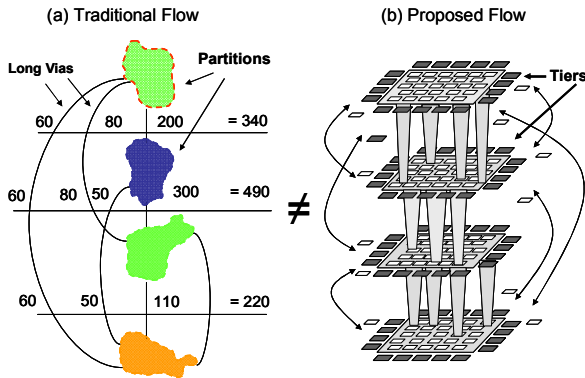 (a) Traditional Flow
(b) Proposed Flow
Partitions
Long Vias
Tiers
60 80 200 = 340
60 80 50 300 = 490
≠
60 50 110 = 220